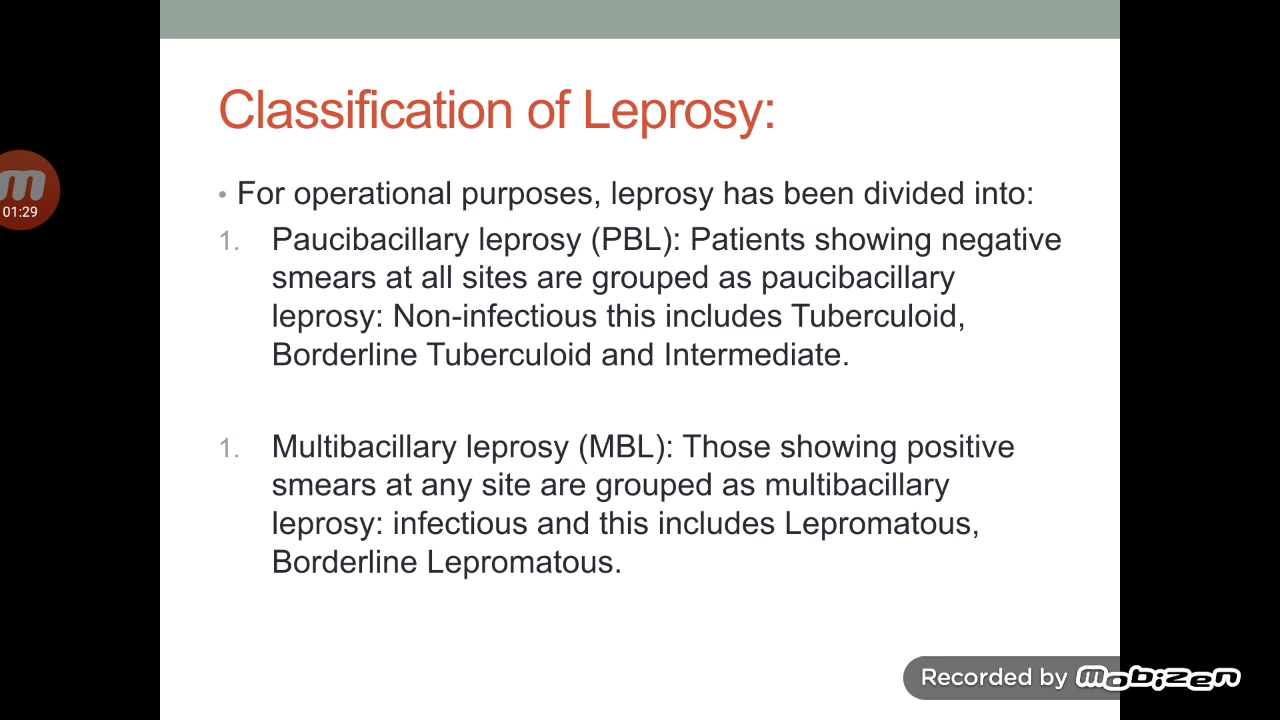 Classification of Leprosy:
• For operational purposes, leprosy has been divided into:
1. Paucibacillary leprosy (PBL): Patients showing negative
smears at all sites are grouped as paucibacillary
leprosy: Non-infectious this includes Tuberculoid,
Borderline Tuberculoid and Intermediate.
1. Multibacillary leprosy (MBL): Those showing positive
smears at any site are grouped as multibacillary
leprosy: infectious and this includes Lepromatous,
Borderline Lepromatous.
m
01:29
Recorded by mobizen